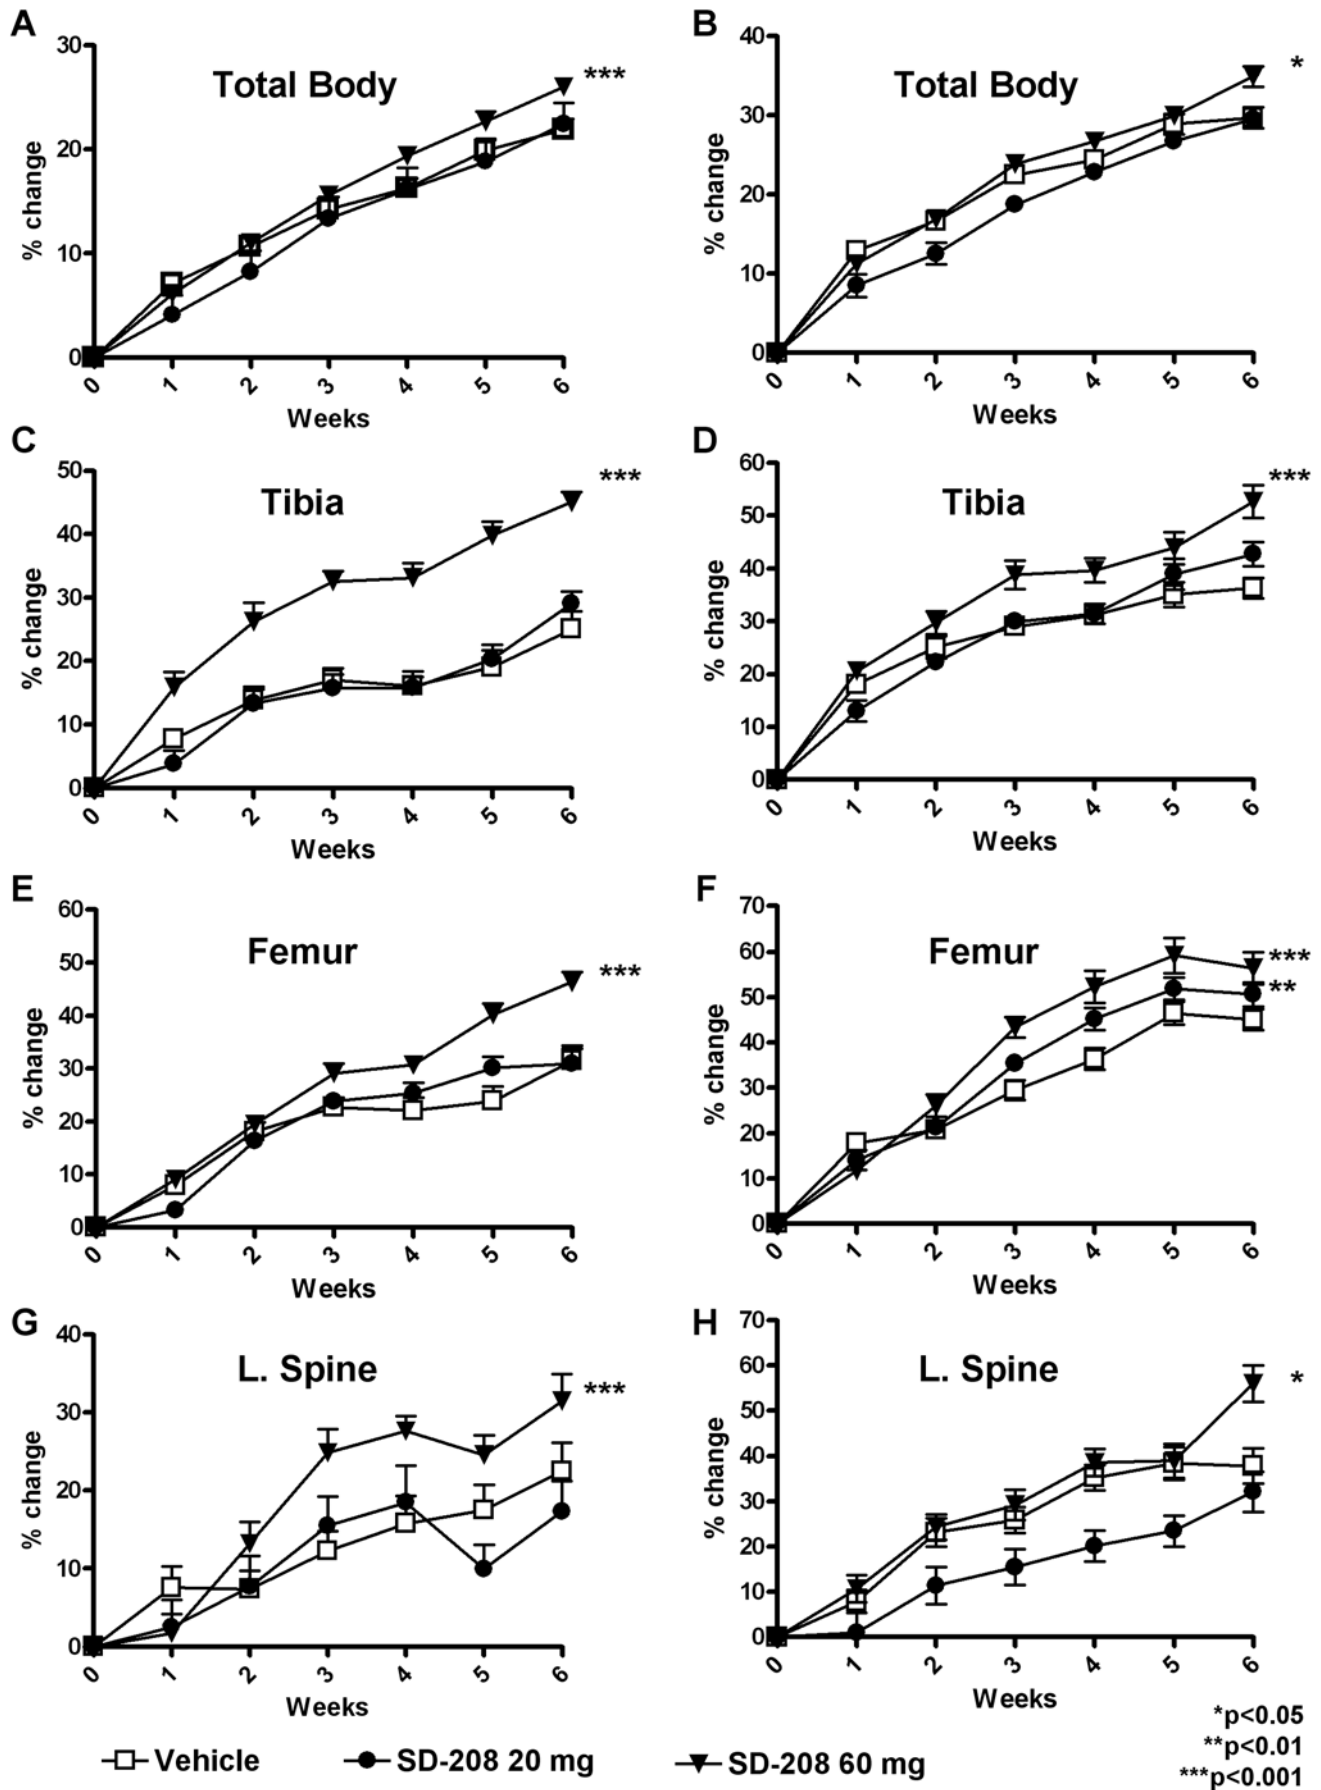 A
Total Body
***
% change
30
20
10
0
0 1 2 3 4 5 6
Weeks
B
Total Body
*
% change
40
30
20
10
0
0 1 2 3 4 5 6
Weeks
C
Tibia
***
% change
50
40
30
20
10
0
0 1 2 3 4 5 6
Weeks
D
Tibia
***
% change
60
50
40
30
20
10
0
0 1 2 3 4 5 6
Weeks
E
Femur
***
% change
60
50
40
30
20
10
0
0 1 2 3 4 5 6
Weeks
F
Femur
***
**
% change
70
60
50
40
30
20
10
0
0 1 2 3 4 5 6
Weeks
G
L. Spine
***
% change
40
30
20
10
0
0 1 2 3 4 5 6
Weeks
H
L. Spine
*
% change
70
60
50
40
30
20
10
0
0 1 2 3 4 5 6
Weeks
Vehicle SD-208 20 mg SD-208 60 mg
*p<0.05
**p<0.01
***p<0.001